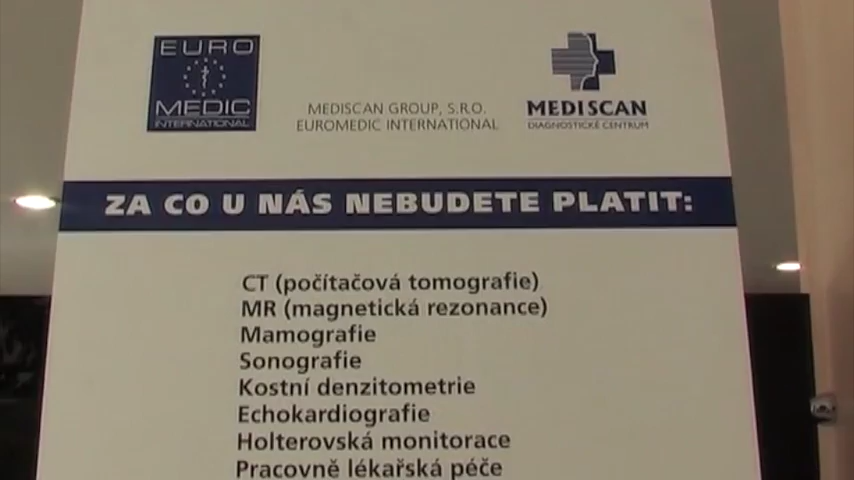 EURO
MEDIC
INTERNATIONAL
MEDISCAN GROUP, S.R.O.
EUROMEDIC INTERNATIONAL
MEDISCAN
DIAGNOSTICKÉ CENTRUM
ZA CO U NÁS NEBUDETE PLATIT:
CT (počítačová tomografie)
MR (magnetická rezonance)
Mamografie
Sonografie
Kostní denzitometrie
Echokardiografie
Holterovská monitorace
Pracovně lékařská péče